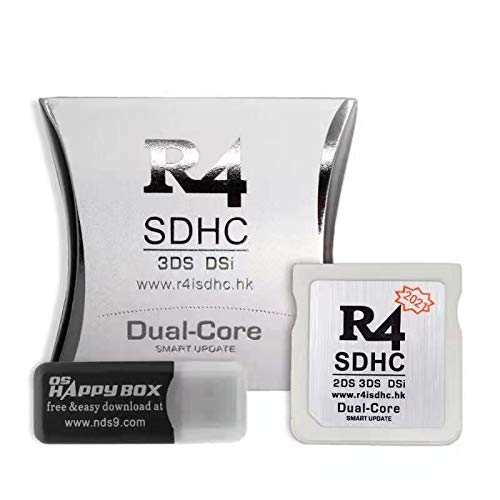 R4
SDHC
3DS DSi
www.r4isdhc.hk
Dual-Core
SMART UPDATE
OS
HAPPY BOX
free &easy download at
www.nds9.com
2021
R4
SDHC
2DS 3DS DSi
www.r4isdhc.hk
Dual-Core
SMART UPDATE